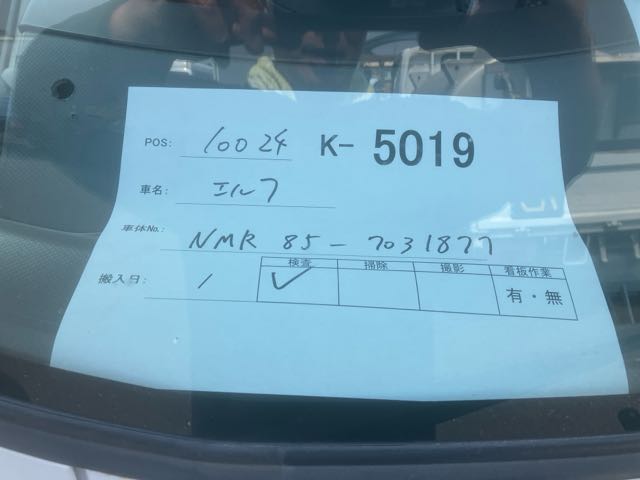 POS: 10024 K- 5019
車名: エルフ
車体No.: NMR 85-7031877
搬入日: /
検査 掃除 撮影 看板作業
✓ 有・無